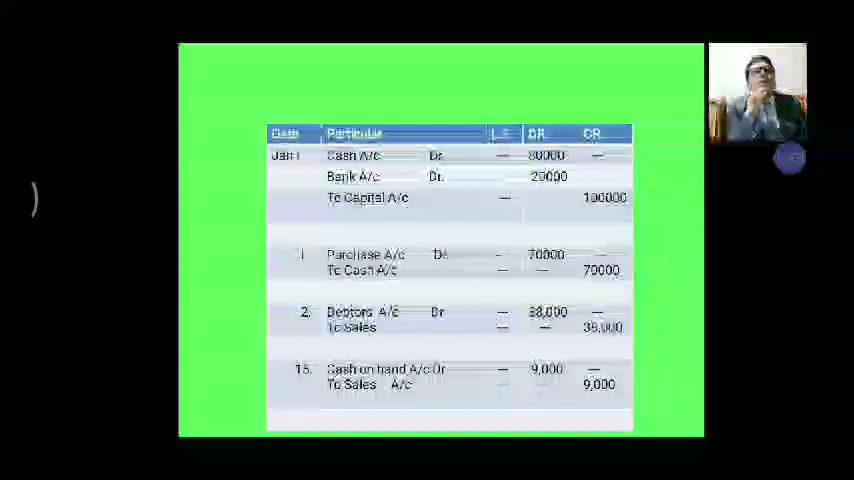 Date Particular L.F. DR. CR.
Jan 1 Cash A/c Dr. — 80000 —
Bank A/c Dr. 20000
To Capital A/c — 100000
1 Purchase A/c Dr. - 70000 —
To Cash A/c — — 70000
2. Debtors A/c Dr — 38,000 —
To Sales — — 38,000
15. Cash on hand A/c Dr — 9,000 —
To Sales A/c — — 9,000